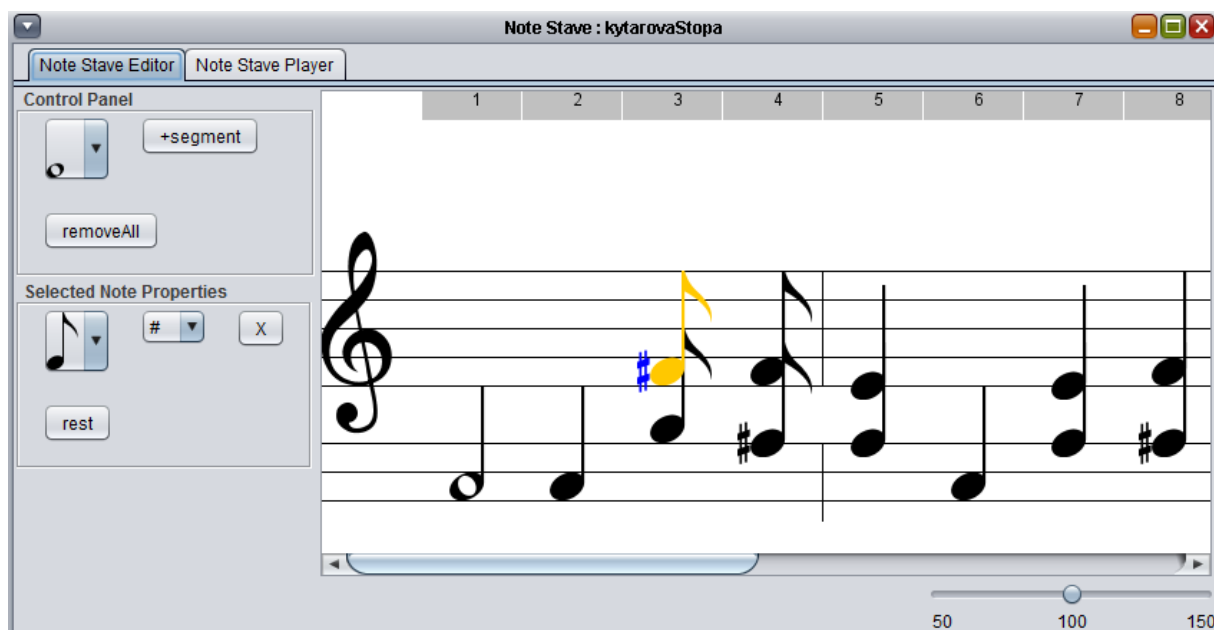 Note Stave : kytarovaStopa
Note Stave Editor
Note Stave Player
Control Panel
+segment
removeAll
Selected Note Properties
#
X
rest
1 2 3 4 5 6 7 8
50 100 150